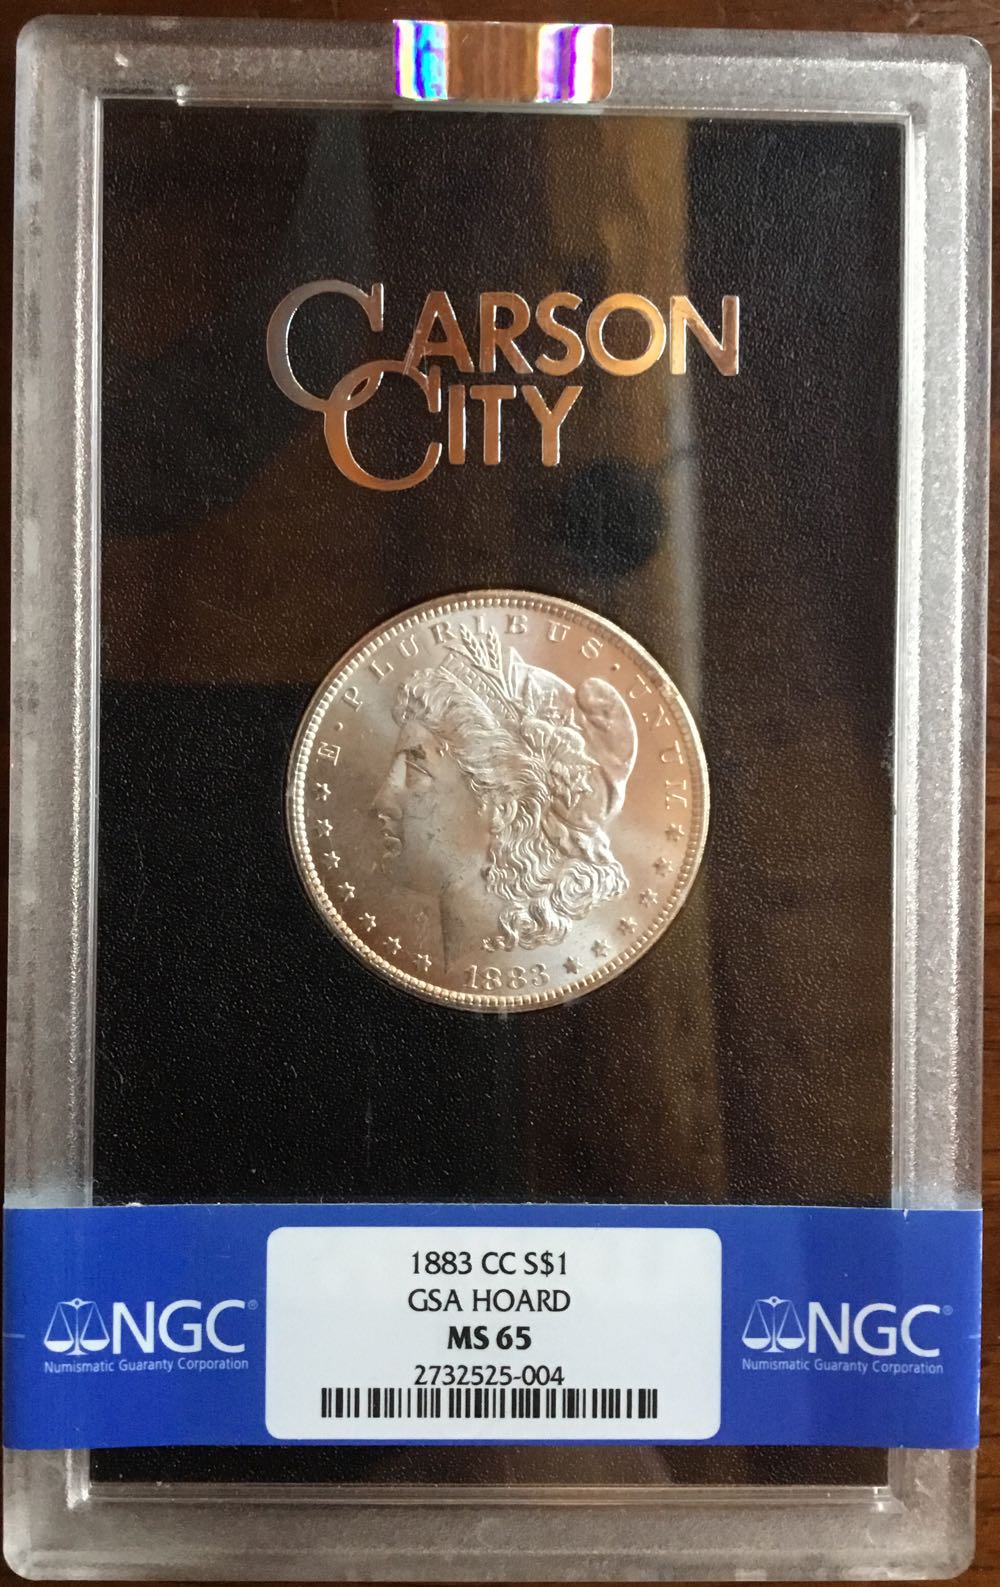 CARSON
CITY
E · PLURIBUS · UNUM
1883
NGC®
Numismatic Guaranty Corporation
1883 CC S$1
GSA HOARD
MS 65
2732525-004
NGC®
Numismatic Guaranty Corporation